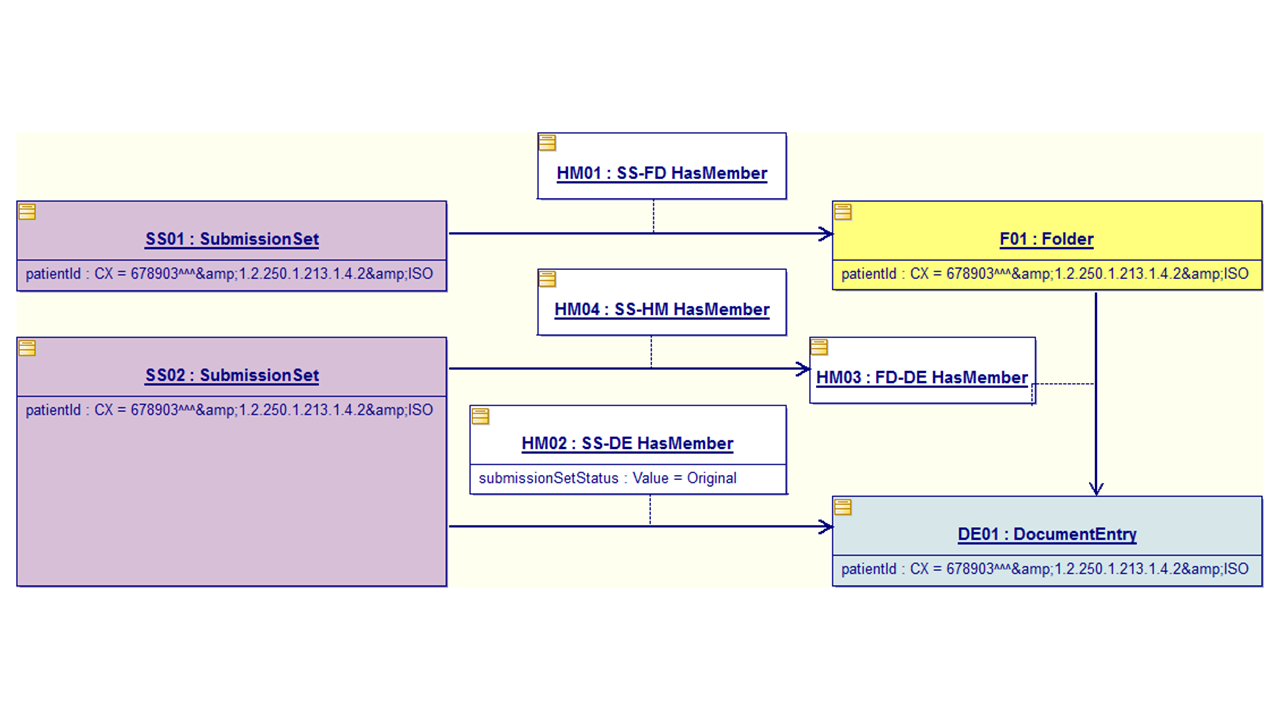 HM01 : SS-FD HasMember
SS01 : SubmissionSet
patientId : CX = 678903^^^&amp;1.2.250.1.213.1.4.2&amp;ISO
F01 : Folder
patientId : CX = 678903^^^&amp;1.2.250.1.213.1.4.2&amp;ISO
HM04 : SS-HM HasMember
SS02 : SubmissionSet
patientId : CX = 678903^^^&amp;1.2.250.1.213.1.4.2&amp;ISO
HM03 : FD-DE HasMember
HM02 : SS-DE HasMember
submissionSetStatus : Value = Original
DE01 : DocumentEntry
patientId : CX = 678903^^^&amp;1.2.250.1.213.1.4.2&amp;ISO